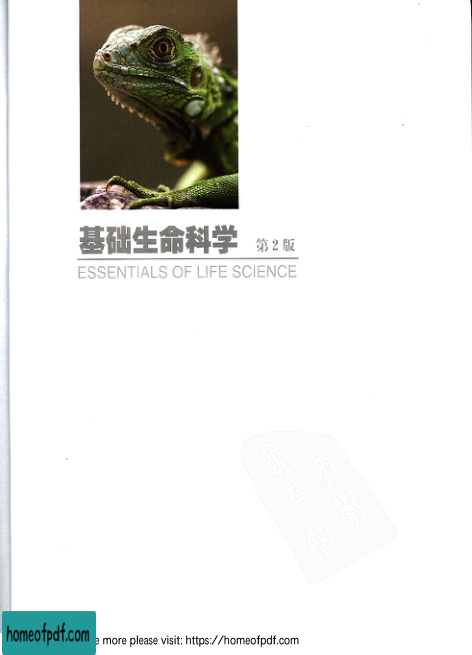 基础生命科学 第2版
ESSENTIALS OF LIFE SCIENCE
homeofpdf.com
e more please visit: https://homeofpdf.com